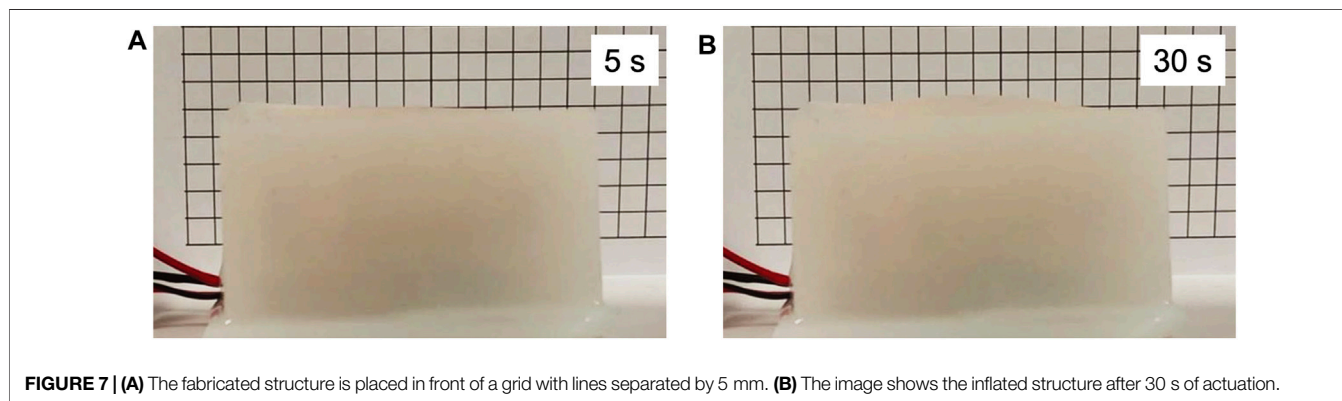 A
5 s
B
30 s
FIGURE 7 | (A) The fabricated structure is placed in front of a grid with lines separated by 5 mm. (B) The image shows the inflated structure after 30 s of actuation.